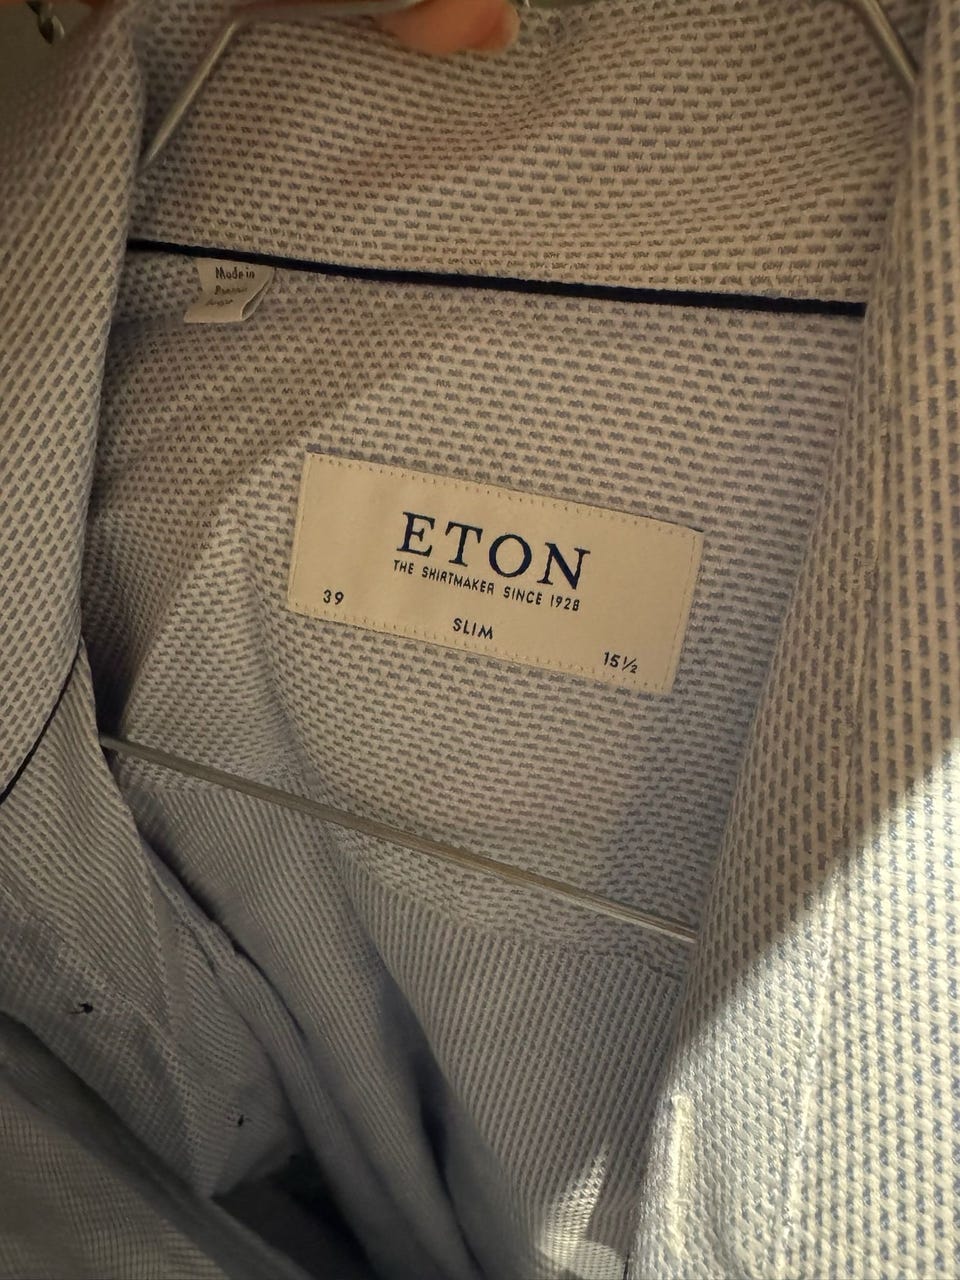 Made in
ETON
THE SHIRTMAKER SINCE 1928
39
SLIM
15½